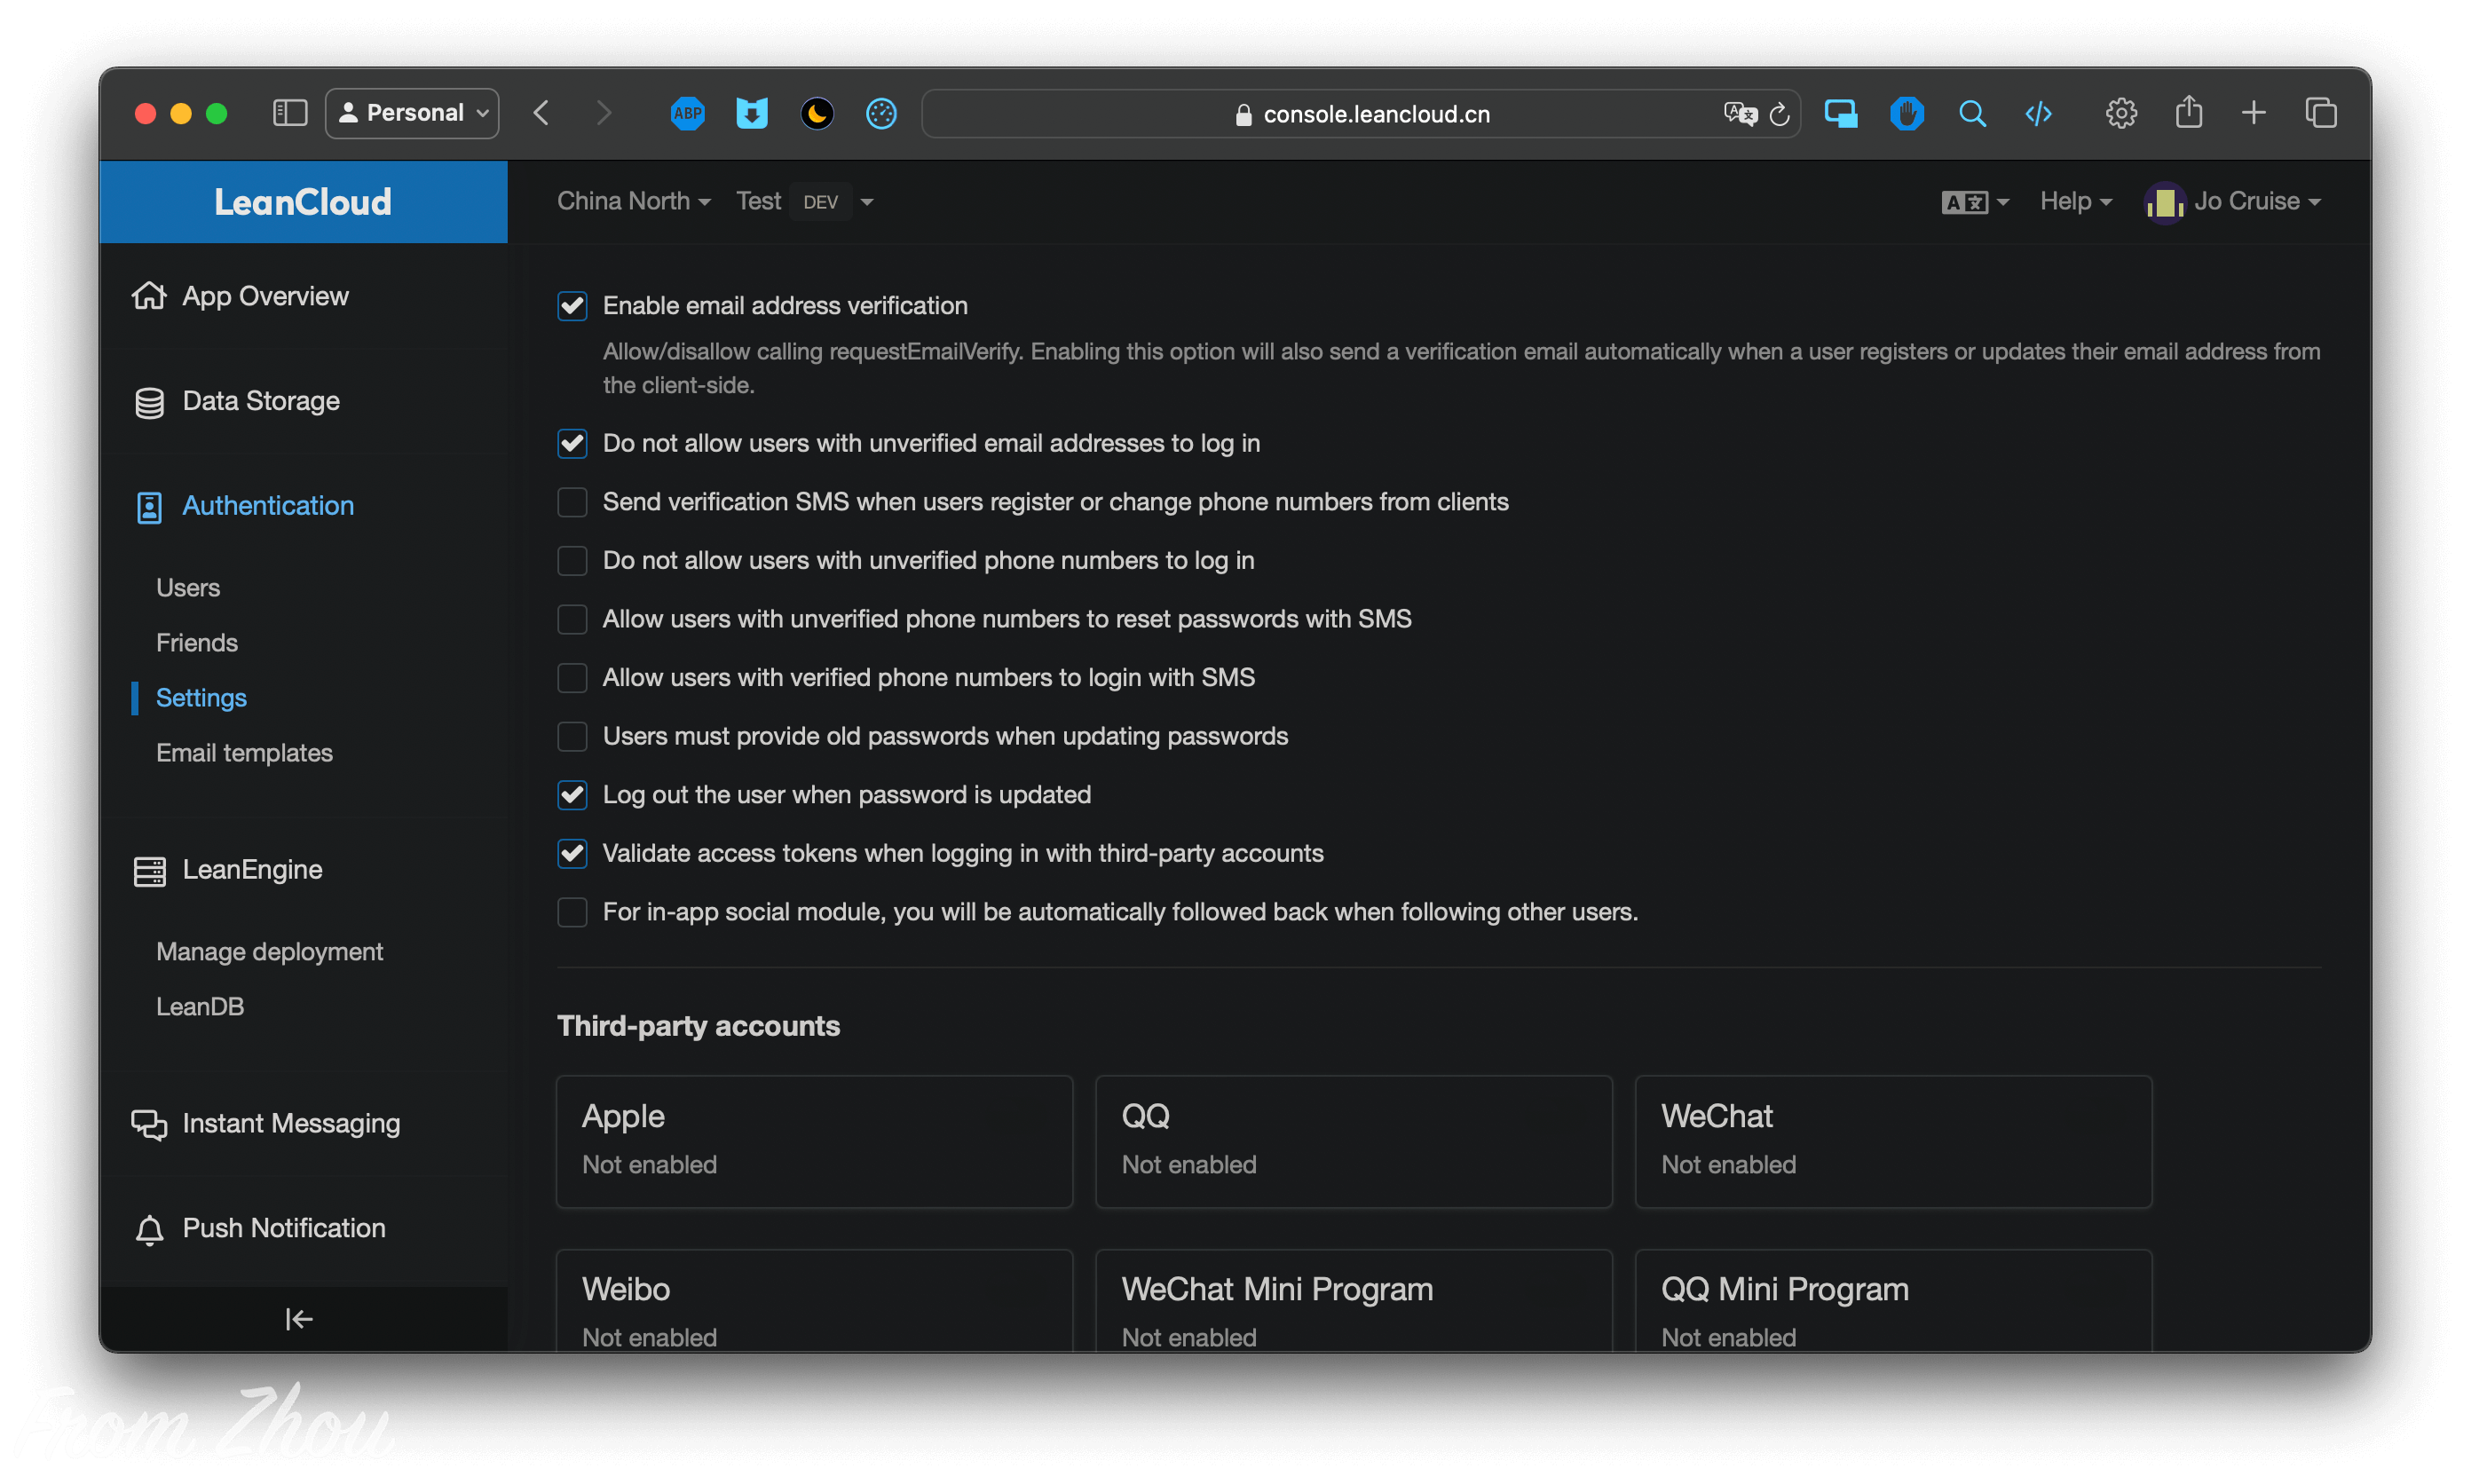 Personal
ABP
console.leancloud.cn
LeanCloud
China North
Test DEV
Help
Jo Cruise
App Overview
Data Storage
Authentication
Users
Friends
Settings
Email templates
LeanEngine
Manage deployment
LeanDB
Instant Messaging
Push Notification
Enable email address verification
Allow/disallow calling requestEmailVerify. Enabling this option will also send a verification email automatically when a user registers or updates their email address from
the client-side.
Do not allow users with unverified email addresses to log in
Send verification SMS when users register or change phone numbers from clients
Do not allow users with unverified phone numbers to log in
Allow users with unverified phone numbers to reset passwords with SMS
Allow users with verified phone numbers to login with SMS
Users must provide old passwords when updating passwords
Log out the user when password is updated
Validate access tokens when logging in with third-party accounts
For in-app social module, you will be automatically followed back when following other users.
Third-party accounts
Apple
Not enabled
QQ
Not enabled
WeChat
Not enabled
Weibo
Not enabled
WeChat Mini Program
Not enabled
QQ Mini Program
Not enabled
From Zhou